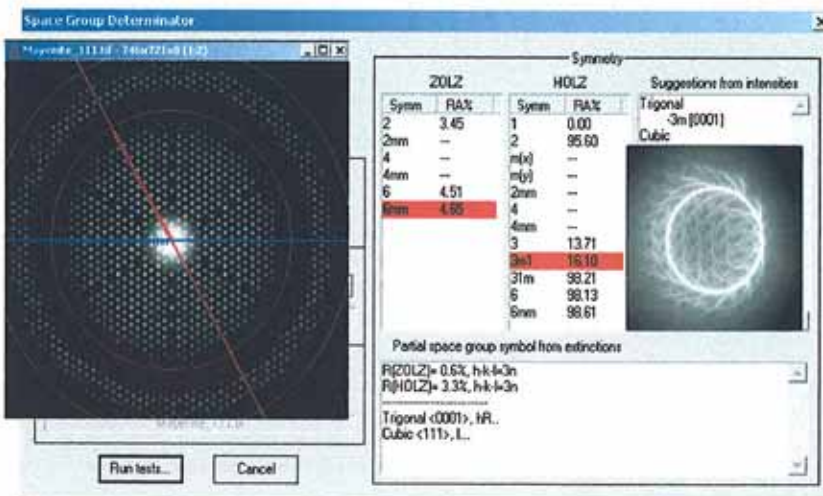 Space Group Determinator
Mayenite_111.tif - 746x721x8 (1:2)
Symmetry
ZOLZ HOLZ Suggestions from intensities
Symm RA% Symm RA% Trigonal
2 3.45 1 0.00 -3m [0001]
2mm -- 2 95.60 Cubic
4 -- m(x) --
4mm -- m(y) --
6 4.51 2mm --
6mm 4.65 4 --
4mm --
3 13.71
3m1 16.10
31m 98.21
6 98.13
6mm 98.61
Partial space group symbol from extinctions
R(ZOLZ)= 0.6%, h-k-l=3n
R(HOLZ)= 3.3%, h-k-l=3n
--------------------
Trigonal <0001>, hR..
Cubic <111>, I...
Mayenite_111.tif
Run tests... Cancel